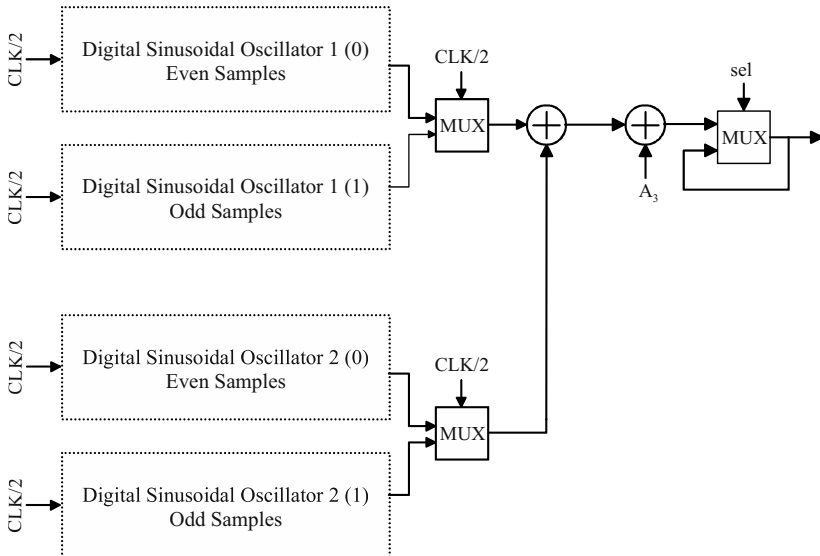 CLK/2
Digital Sinusoidal Oscillator 1 (0)
Even Samples
CLK/2
MUX
sel
MUX
CLK/2
Digital Sinusoidal Oscillator 1 (1)
Odd Samples
A₃
CLK/2
Digital Sinusoidal Oscillator 2 (0)
Even Samples
CLK/2
MUX
CLK/2
Digital Sinusoidal Oscillator 2 (1)
Odd Samples